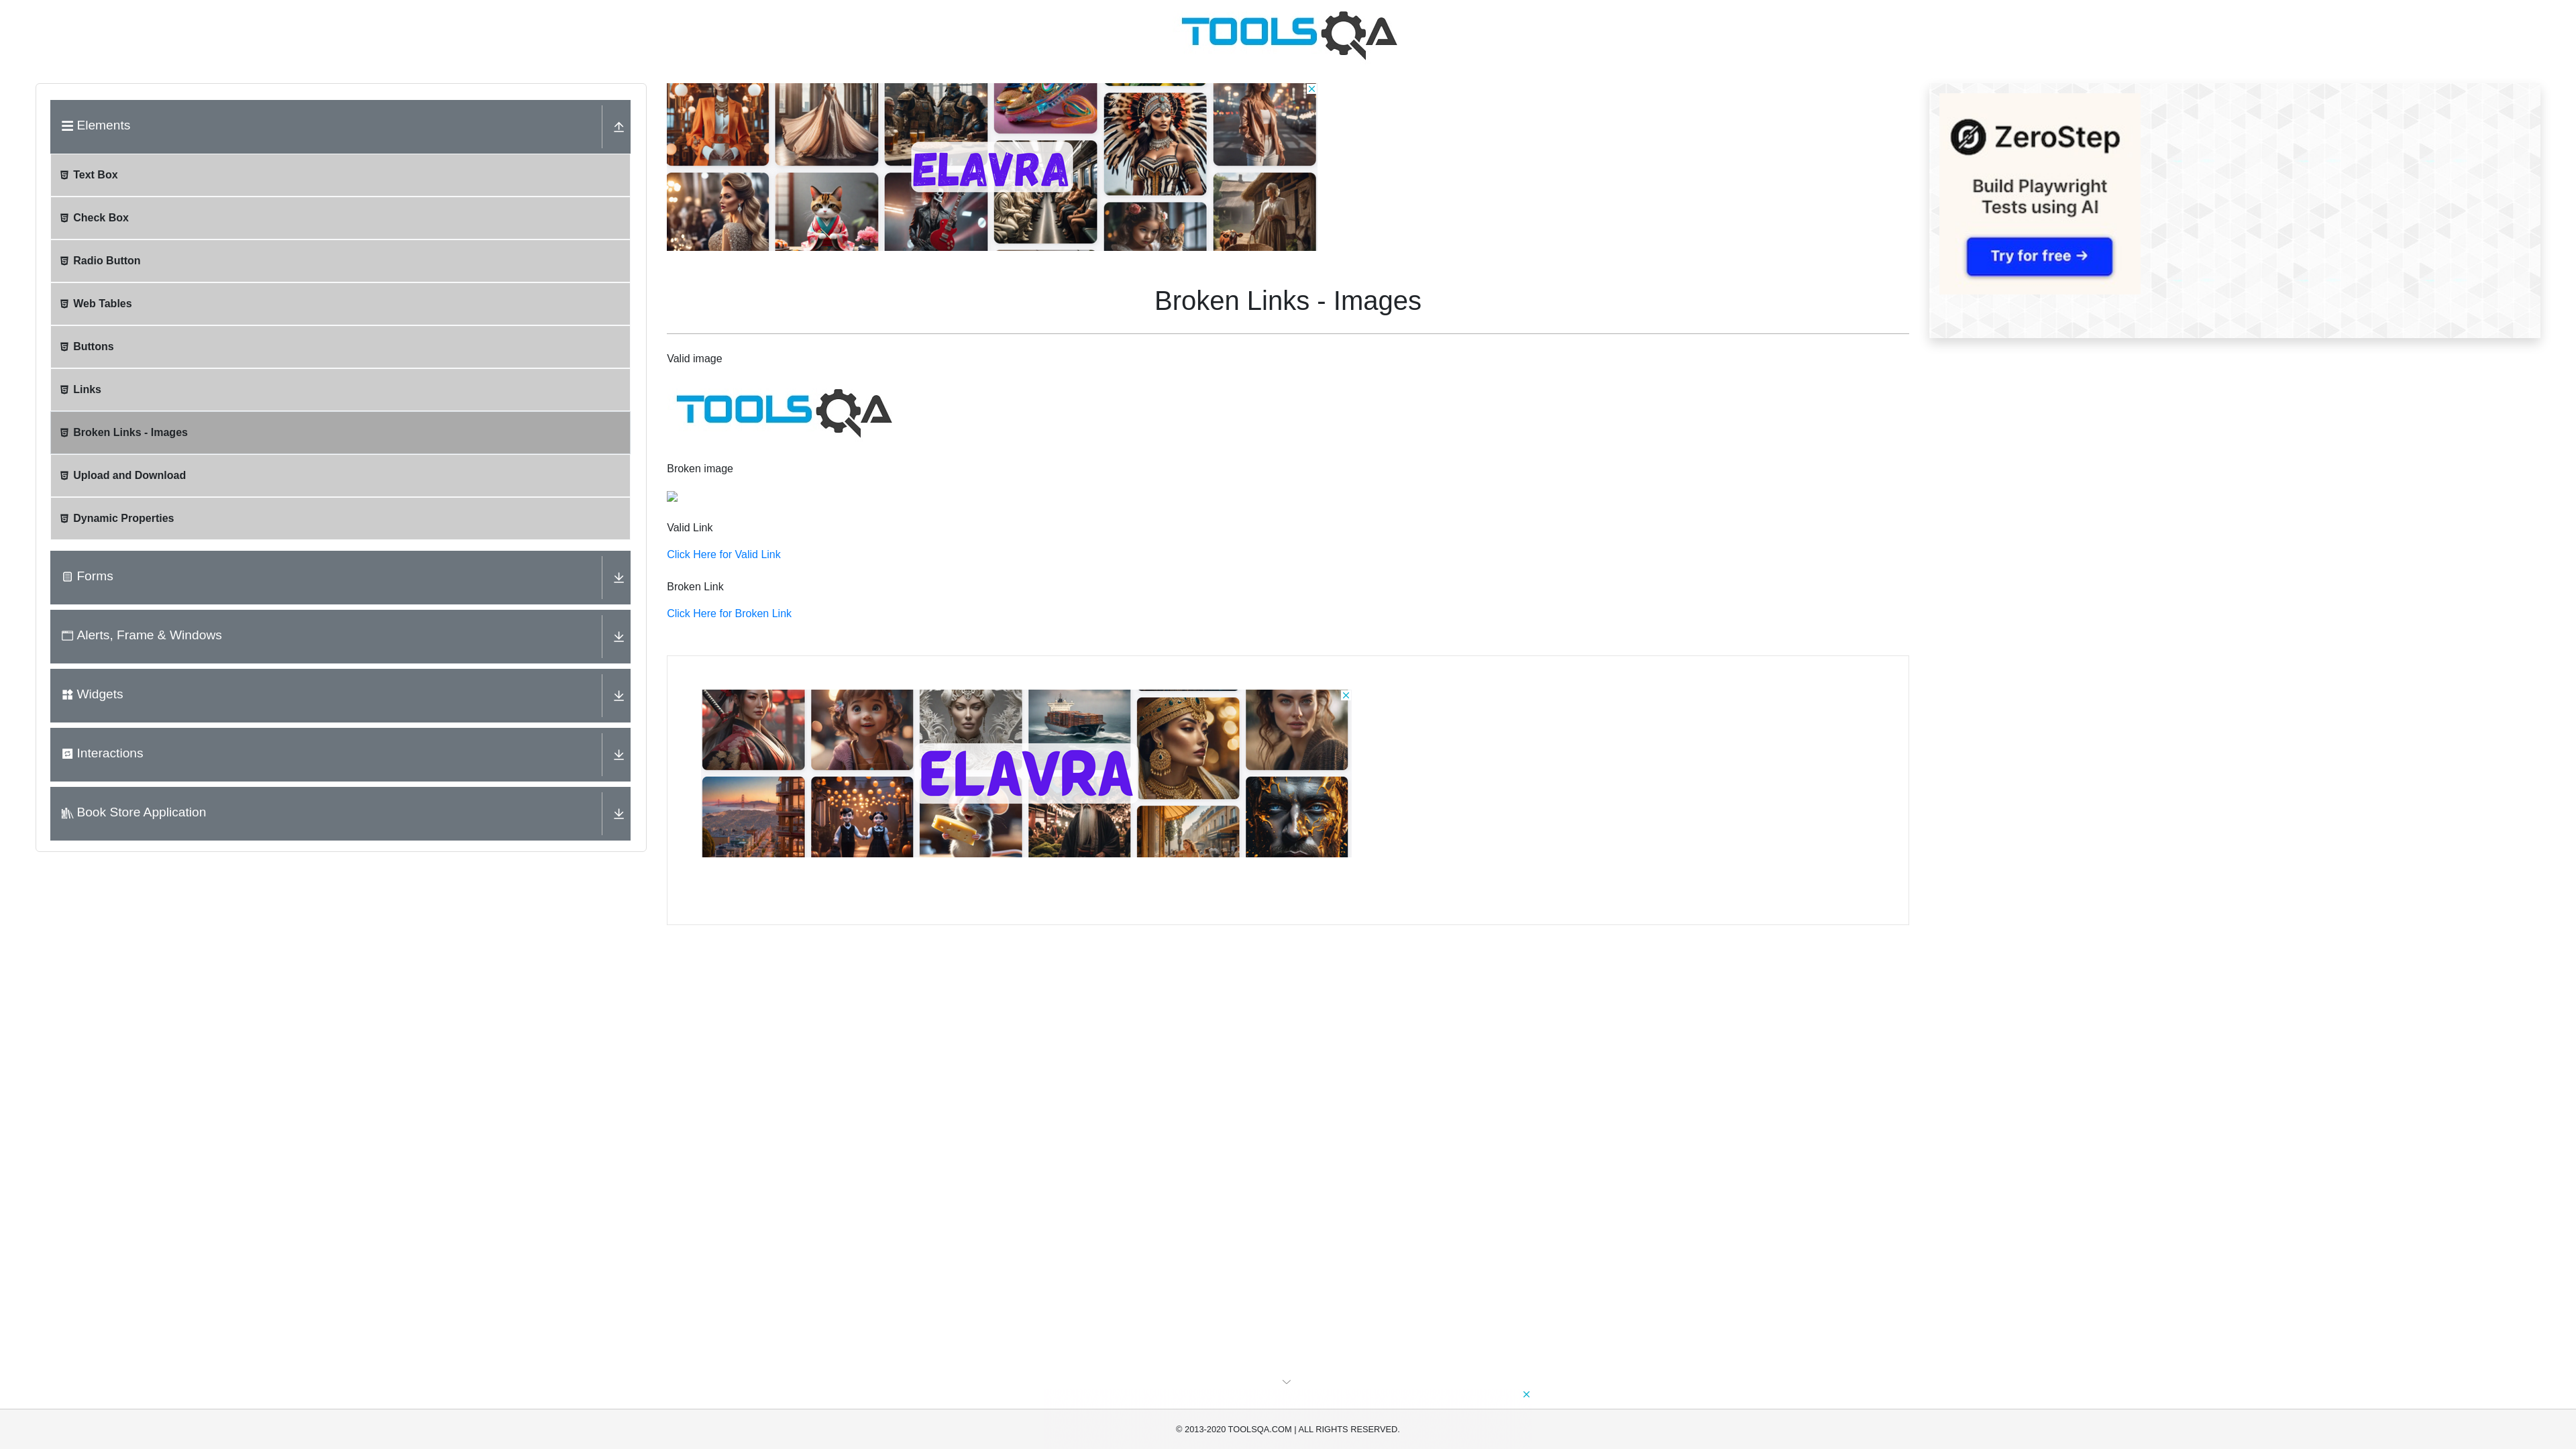 TOOLSQA
Elements
Text Box
Check Box
Radio Button
Web Tables
Buttons
Links
Broken Links - Images
Upload and Download
Dynamic Properties
Forms
Alerts, Frame & Windows
Widgets
Interactions
Book Store Application
ELAVRA
Broken Links - Images
Valid image
TOOLSQA
Broken image
Valid Link
Click Here for Valid Link
Broken Link
Click Here for Broken Link
ELAVRA
ZeroStep
Build Playwright
Tests using AI
Try for free →
© 2013-2020 TOOLSQA.COM | ALL RIGHTS RESERVED.